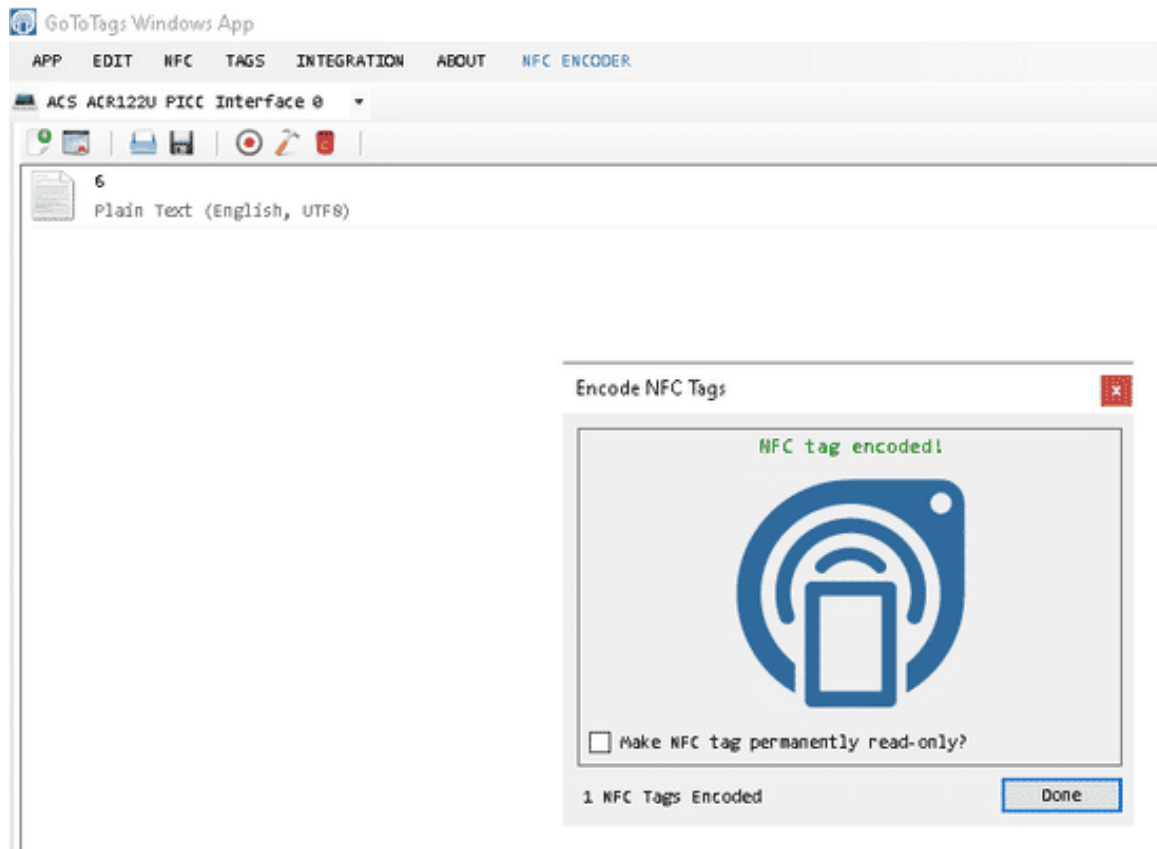 GoToTags Windows App
APP EDIT NFC TAGS INTEGRATION ABOUT NFC ENCODER
ACS ACR122U PICC Interface 0
6
Plain Text (English, UTF8)
Encode NFC Tags
NFC tag encoded!
Make NFC tag permanently read-only?
1 NFC Tags Encoded
Done